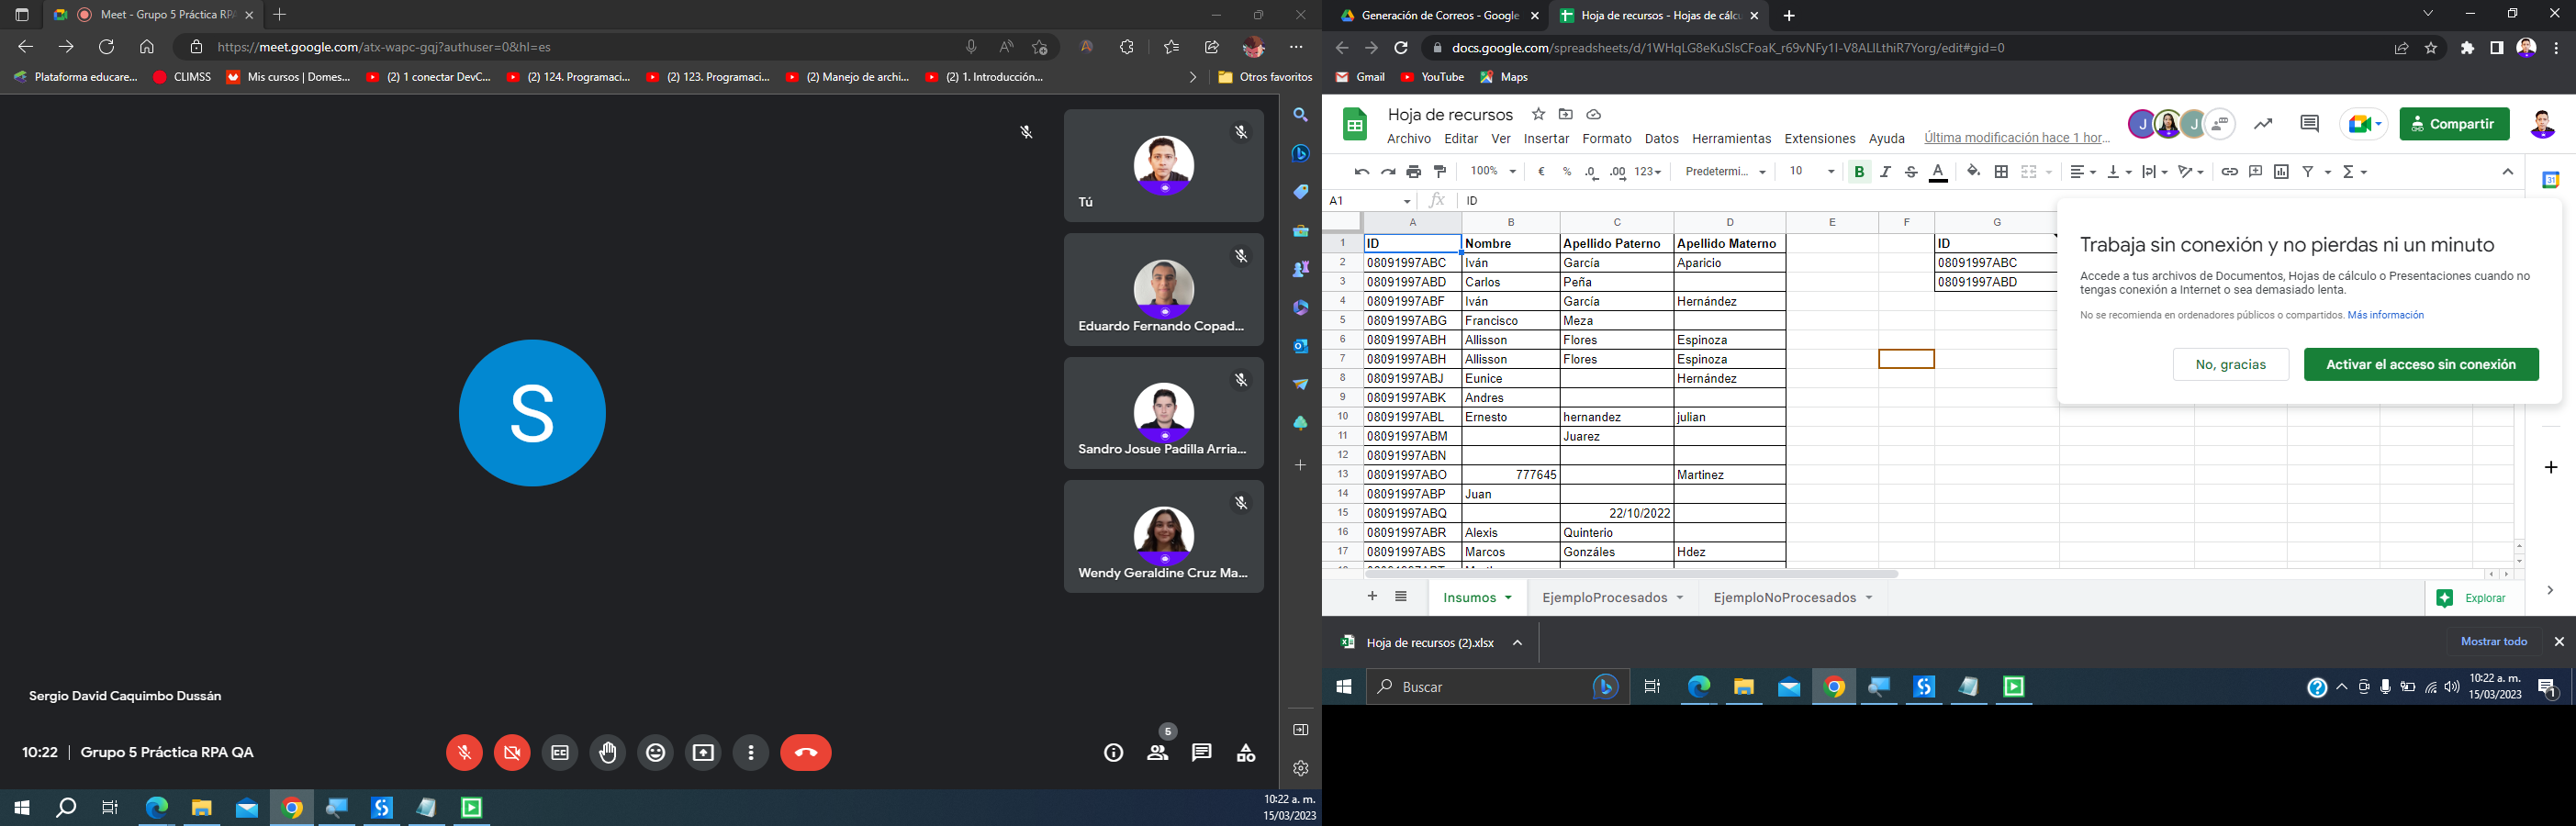 Meet - Grupo 5 Práctica RPA
https://meet.google.com/atx-wapc-gqj?authuser=0&hl=es
Plataforma educare... CLIMSS Mis cursos | Domes... (2) 1 conectar DevC... (2) 124. Programaci... (2) 123. Programaci... (2) Manejo de archi... (2) 1. Introducción... Otros favoritos
Tú
Eduardo Fernando Copad...
S
Sandro Josue Padilla Arria...
Wendy Geraldine Cruz Ma...
Sergio David Caquimbo Dussán
5
10:22 | Grupo 5 Práctica RPA QA
10:22 a. m.
15/03/2023
Generación de Correos - Google Hoja de recursos - Hojas de cálcu
docs.google.com/spreadsheets/d/1WHqLG8eKuSIsCFoaK_r69vNFy1I-V8ALILthiR7Yorg/edit#gid=0
Gmail YouTube Maps
Hoja de recursos
Archivo Editar Ver Insertar Formato Datos Herramientas Extensiones Ayuda Última modificación hace 1 hor...
J J
Compartir
100% € % .0 .00 123 Predetermi... 10 B I S A
31
A1 fx ID
A B C D E F G
1 ID Nombre Apellido Paterno Apellido Materno ID
2 08091997ABC Iván García Aparicio 08091997ABC
3 08091997ABD Carlos Peña 08091997ABD
4 08091997ABF Iván García Hernández
5 08091997ABG Francisco Meza
6 08091997ABH Allisson Flores Espinoza
7 08091997ABH Allisson Flores Espinoza
8 08091997ABJ Eunice Hernández
9 08091997ABK Andres
10 08091997ABL Ernesto hernandez julian
11 08091997ABM Juarez
12 08091997ABN
13 08091997ABO 777645 Martinez
14 08091997ABP Juan
15 08091997ABQ 22/10/2022
16 08091997ABR Alexis Quinterio
17 08091997ABS Marcos Gonzáles Hdez
Trabaja sin conexión y no pierdas ni un minuto
Accede a tus archivos de Documentos, Hojas de cálculo o Presentaciones cuando no
tengas conexión a Internet o sea demasiado lenta.
No se recomienda en ordenadores públicos o compartidos. Más información
No, gracias Activar el acceso sin conexión
Insumos EjemploProcesados EjemploNoProcesados Explorar
Hoja de recursos (2).xlsx Mostrar todo
Buscar
10:22 a. m.
15/03/2023
1